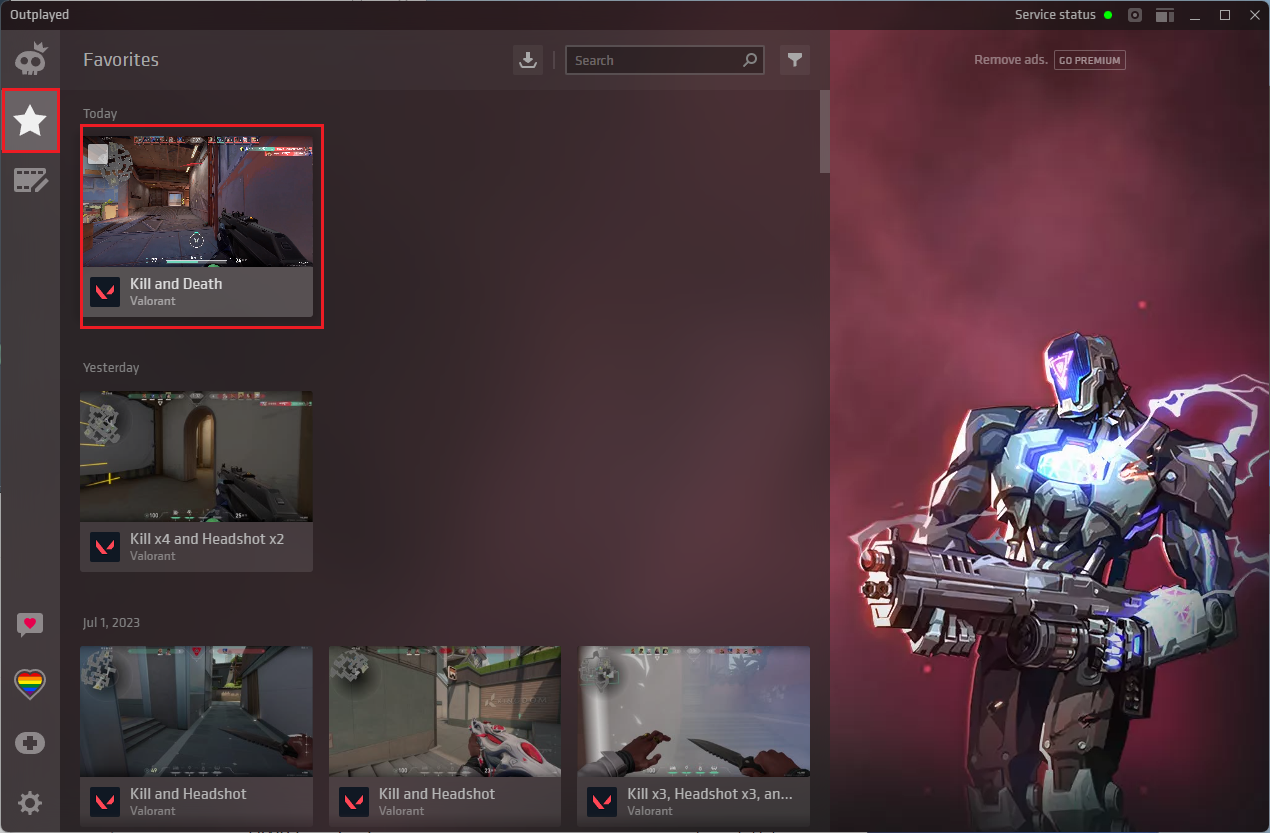 Outplayed
Service status
Favorites
Search
Remove ads. GO PREMIUM
Today
Kill and Death
Valorant
Yesterday
Kill x4 and Headshot x2
Valorant
Jul 1, 2023
Kill and Headshot
Valorant
Kill and Headshot
Valorant
Kill x3, Headshot x3, an...
Valorant